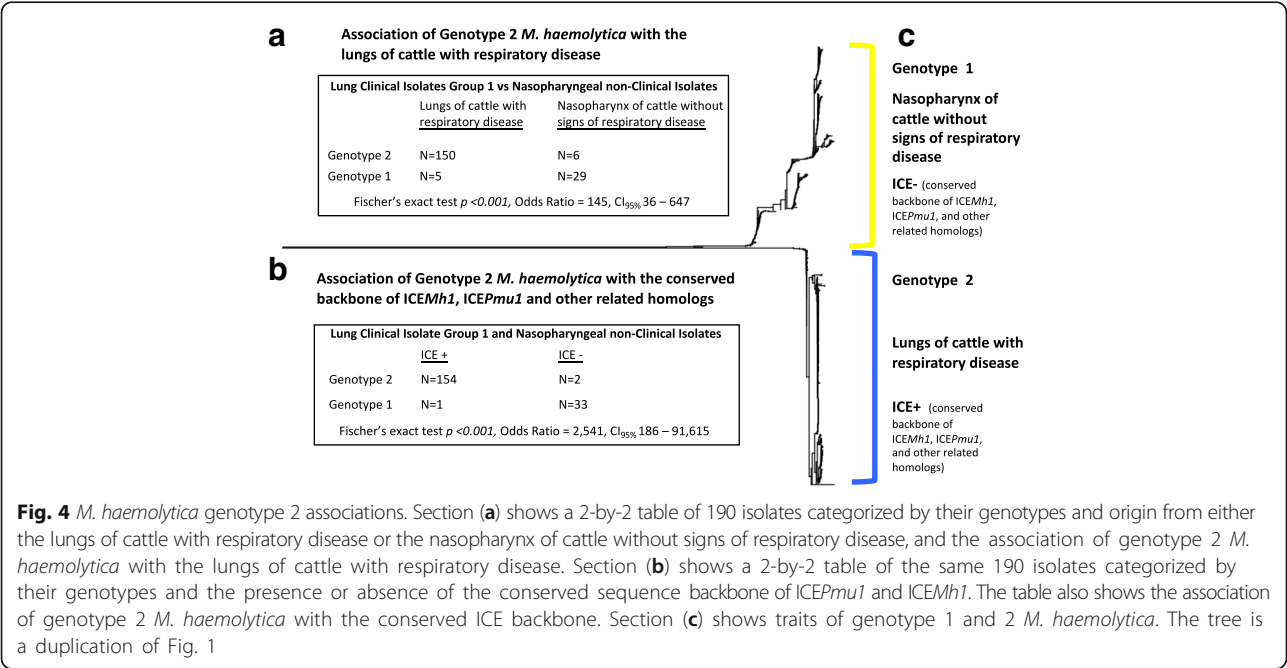 a
Association of Genotype 2 M. haemolytica with the
lungs of cattle with respiratory disease
Lung Clinical Isolates Group 1 vs Nasopharyngeal non-Clinical Isolates
Lungs of cattle with Nasopharynx of cattle without
respiratory disease signs of respiratory disease
Genotype 2 N=150 N=6
Genotype 1 N=5 N=29
Fischer's exact test p <0.001, Odds Ratio = 145, CI95% 36 – 647
b
Association of Genotype 2 M. haemolytica with the conserved
backbone of ICEMh1, ICEPmu1 and other related homologs
Lung Clinical Isolate Group 1 and Nasopharyngeal non-Clinical Isolates
ICE + ICE -
Genotype 2 N=154 N=2
Genotype 1 N=1 N=33
Fischer's exact test p <0.001, Odds Ratio = 2,541, CI95% 186 – 91,615
c
Genotype 1
Nasopharynx of
cattle without
signs of respiratory
disease
ICE- (conserved
backbone of ICEMh1,
ICEPmu1, and other
related homologs)
Genotype 2
Lungs of cattle with
respiratory disease
ICE+ (conserved
backbone of
ICEMh1, ICEPmu1,
and other related
homologs)
Fig. 4 M. haemolytica genotype 2 associations. Section (a) shows a 2-by-2 table of 190 isolates categorized by their genotypes and origin from either
the lungs of cattle with respiratory disease or the nasopharynx of cattle without signs of respiratory disease, and the association of genotype 2 M.
haemolytica with the lungs of cattle with respiratory disease. Section (b) shows a 2-by-2 table of the same 190 isolates categorized by
their genotypes and the presence or absence of the conserved sequence backbone of ICEPmu1 and ICEMh1. The table also shows the association
of genotype 2 M. haemolytica with the conserved ICE backbone. Section (c) shows traits of genotype 1 and 2 M. haemolytica. The tree is
a duplication of Fig. 1